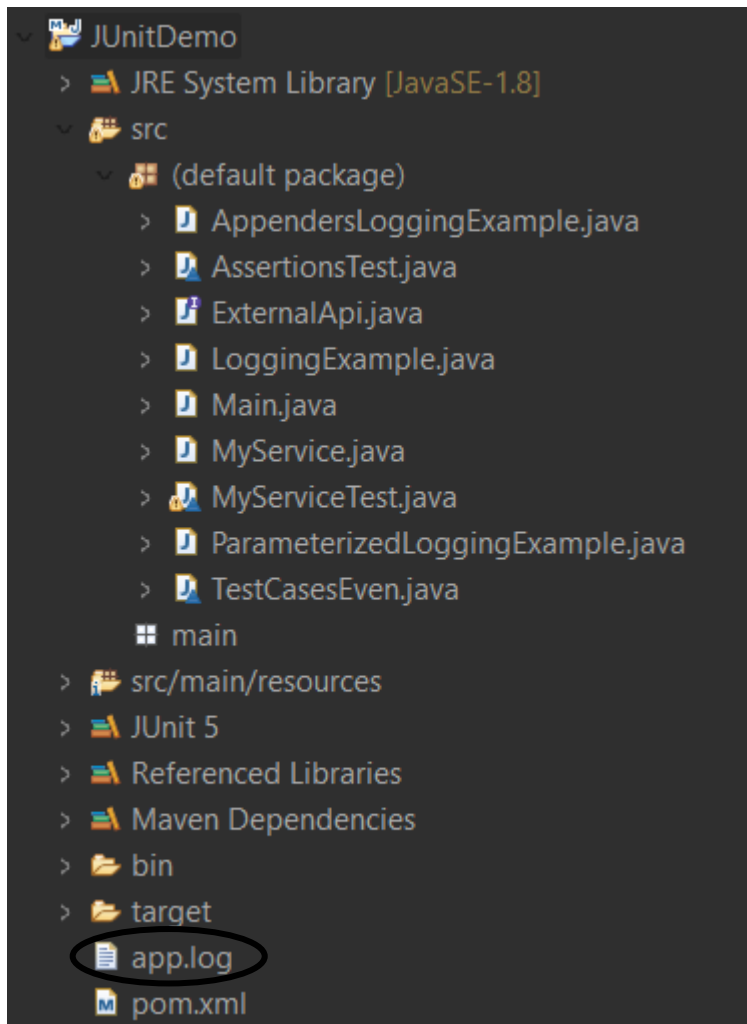 JUnitDemo
JRE System Library [JavaSE-1.8]
src
(default package)
AppendersLoggingExample.java
AssertionsTest.java
ExternalApi.java
LoggingExample.java
Main.java
MyService.java
MyServiceTest.java
ParameterizedLoggingExample.java
TestCasesEven.java
main
src/main/resources
JUnit 5
Referenced Libraries
Maven Dependencies
bin
target
app.log
pom.xml